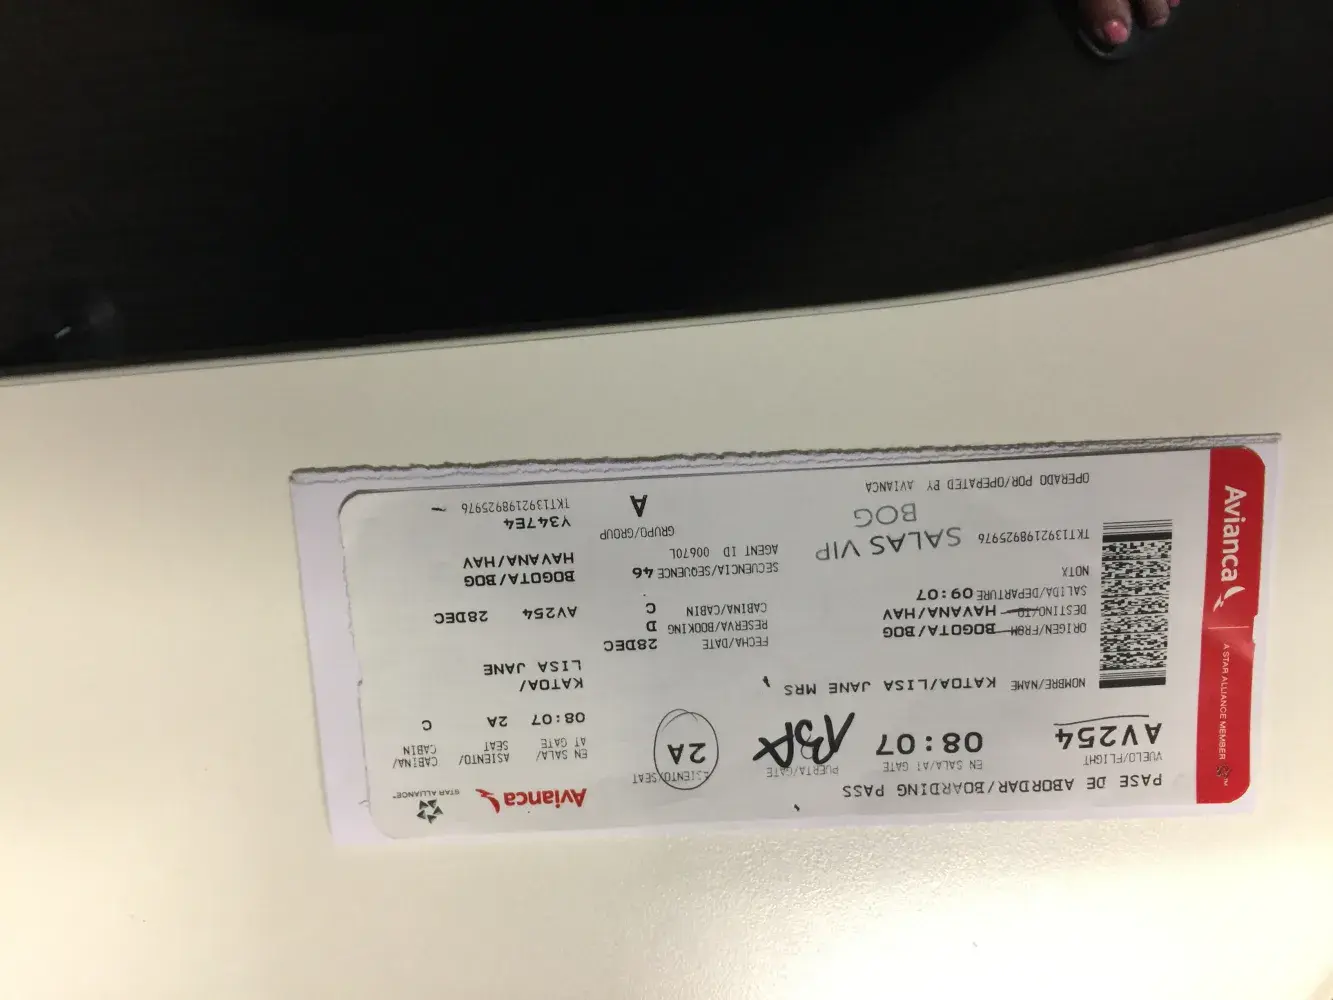 Avianca
A STAR ALLIANCE MEMBER
PASE DE ABORDAR/BOARDING PASS
VUELO/FLIGHT
AV254
EN SALA/AT GATE
08:07
PUERTA/GATE
ASIENTO/SEAT
2A
NOMBRE/NAME KATOA/LISA JANE MRS
ORIGEN/FROM BOGOTA/BOG
DESTINO/TO HAVANA/HAV
SALIDA/DEPARTURE 09:07
NOTX
TKT1392198925976
SALAS VIP
BOG
OPERADO POR/OPERATED BY AVIANCA
FECHA/DATE 28DEC
RESERVA/BOOKING D
CABINA/CABIN C
SECUENCIA/SEQUENCE 46
AGENT ID 00670L
GRUPO/GROUP
A
Avianca
STAR ALLIANCE
EN SALA/ ASIENTO/ CABINA/
AT GATE SEAT CABIN
08:07 2A C
KATOA/
LISA JANE
AV254 28DEC
BOGOTA/BOG
HAVANA/HAV
Y347E4
TKT1392198925976